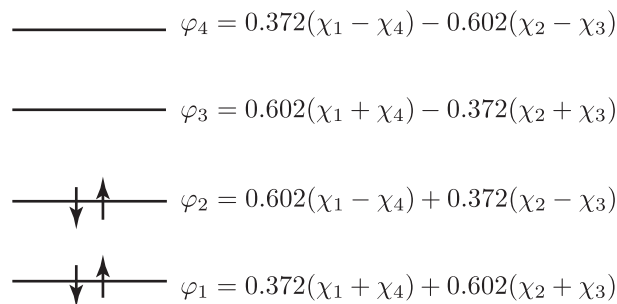 φ₄ = 0.372(χ₁ − χ₄) − 0.602(χ₂ − χ₃)
φ₃ = 0.602(χ₁ + χ₄) − 0.372(χ₂ + χ₃)
φ₂ = 0.602(χ₁ − χ₄) + 0.372(χ₂ − χ₃)
φ₁ = 0.372(χ₁ + χ₄) + 0.602(χ₂ + χ₃)